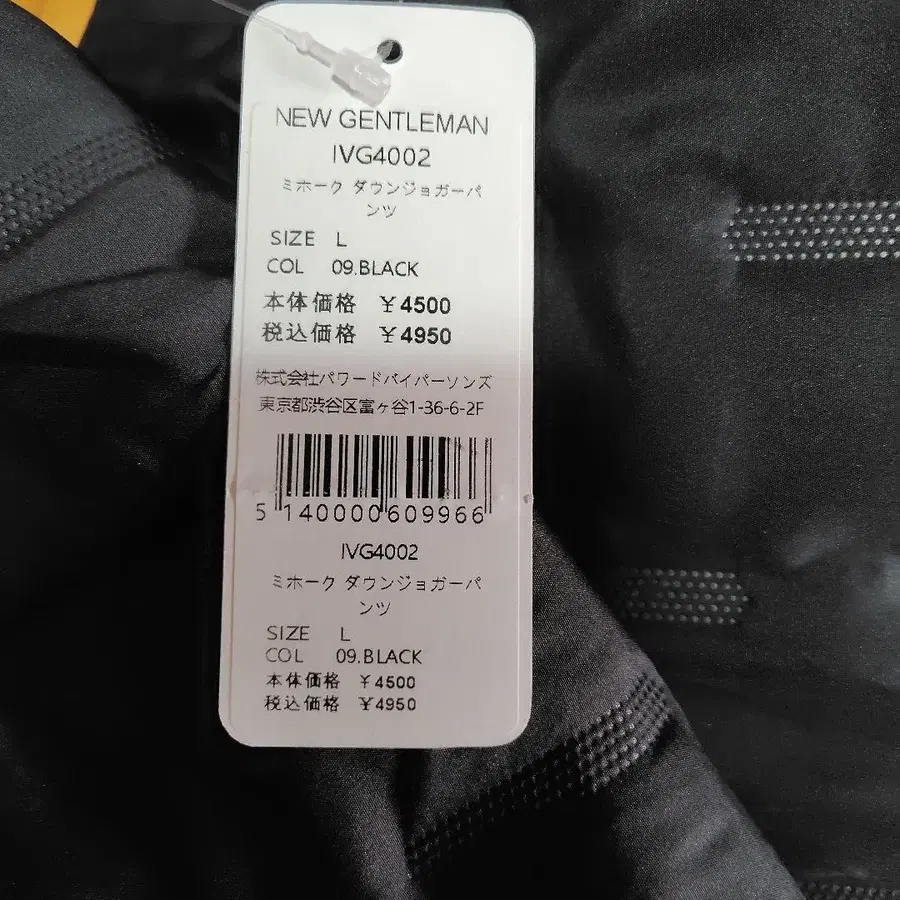 NEW GENTLEMAN
IVG4002
ミホーク ダウンジョガーパ
ンツ
SIZE L
COL 09.BLACK
本体価格 ￥4500
税込価格 ￥4950
株式会社パワードバイパーソンズ
東京都渋谷区富ヶ谷1-36-6-2F
5 140000 609966
IVG4002
ミホーク ダウンジョガーパ
ンツ
SIZE L
COL 09.BLACK
本体価格 ￥4500
税込価格 ￥4950